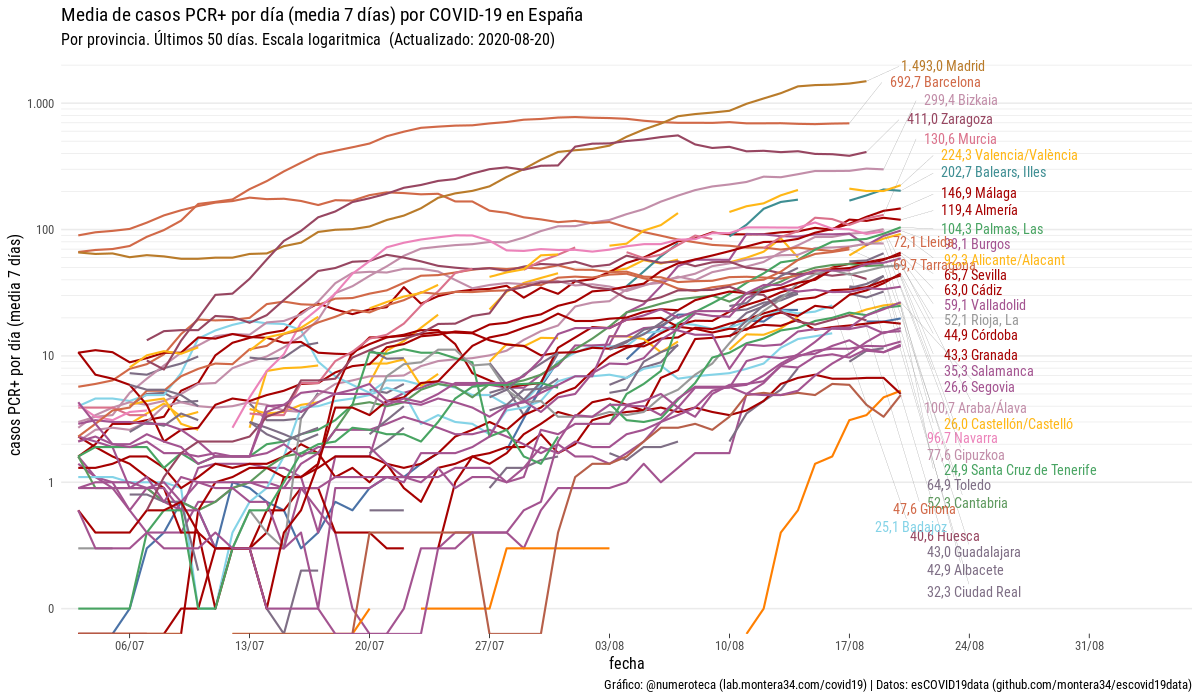 Media de casos PCR+ por día (media 7 días) por COVID-19 en España
Por provincia. Últimos 50 días. Escala logaritmica (Actualizado: 2020-08-20)
casos PCR+ por día (media 7 días)
1.000
100
10
1
0
1.493,0 Madrid
692,7 Barcelona
299,4 Bizkaia
411,0 Zaragoza
130,6 Murcia
224,3 Valencia/València
202,7 Balears, Illes
146,9 Málaga
119,4 Almería
104,3 Palmas, Las
72,1 Lleida
98,1 Burgos
92,3 Alicante/Alacant
69,7 Tarragona
65,7 Sevilla
63,0 Cádiz
59,1 Valladolid
52,1 Rioja, La
44,9 Córdoba
43,3 Granada
35,3 Salamanca
26,6 Segovia
100,7 Araba/Álava
26,0 Castellón/Castelló
96,7 Navarra
77,6 Gipuzkoa
24,9 Santa Cruz de Tenerife
64,9 Toledo
52,3 Cantabria
47,6 Girona
25,1 Badajoz
40,6 Huesca
43,0 Guadalajara
42,9 Albacete
32,3 Ciudad Real
06/07 13/07 20/07 27/07 03/08 10/08 17/08 24/08 31/08
fecha
Gráfico: @numeroteca (lab.montera34.com/covid19) | Datos: esCOVID19data (github.com/montera34/escovid19data)